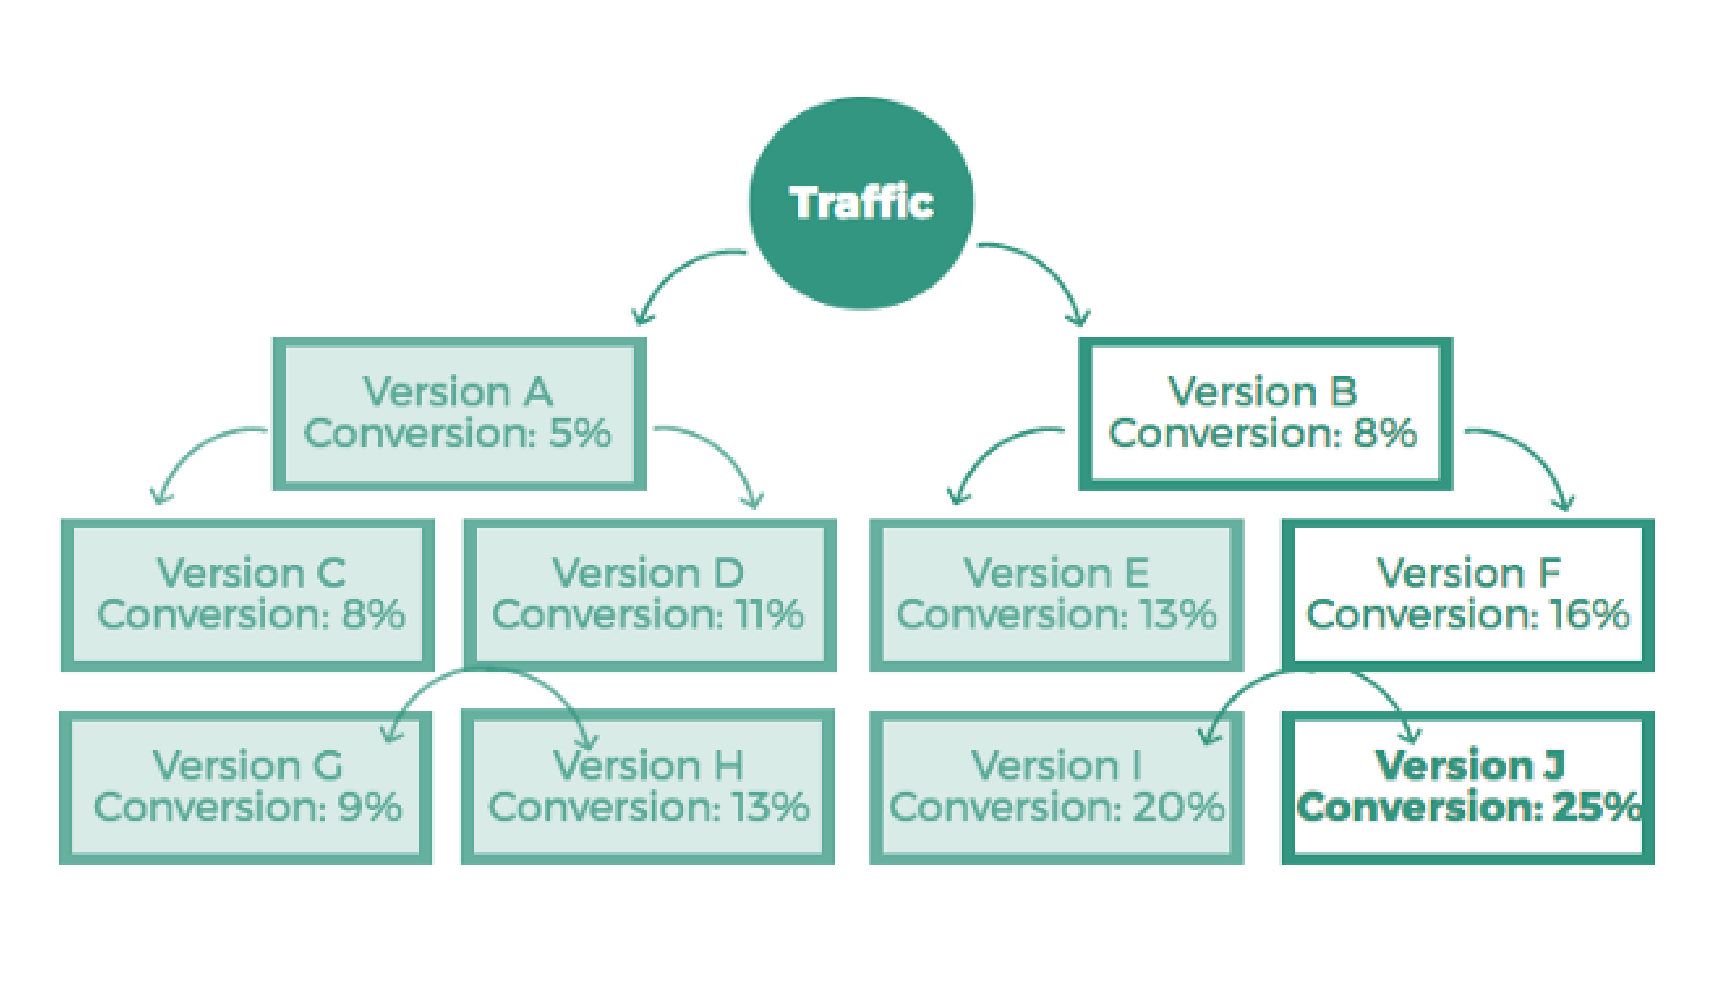 Traffic
Version A
Conversion: 5%
Version B
Conversion: 8%
Version C
Conversion: 8%
Version D
Conversion: 11%
Version E
Conversion: 13%
Version F
Conversion: 16%
Version G
Conversion: 9%
Version H
Conversion: 13%
Version I
Conversion: 20%
Version J
Conversion: 25%